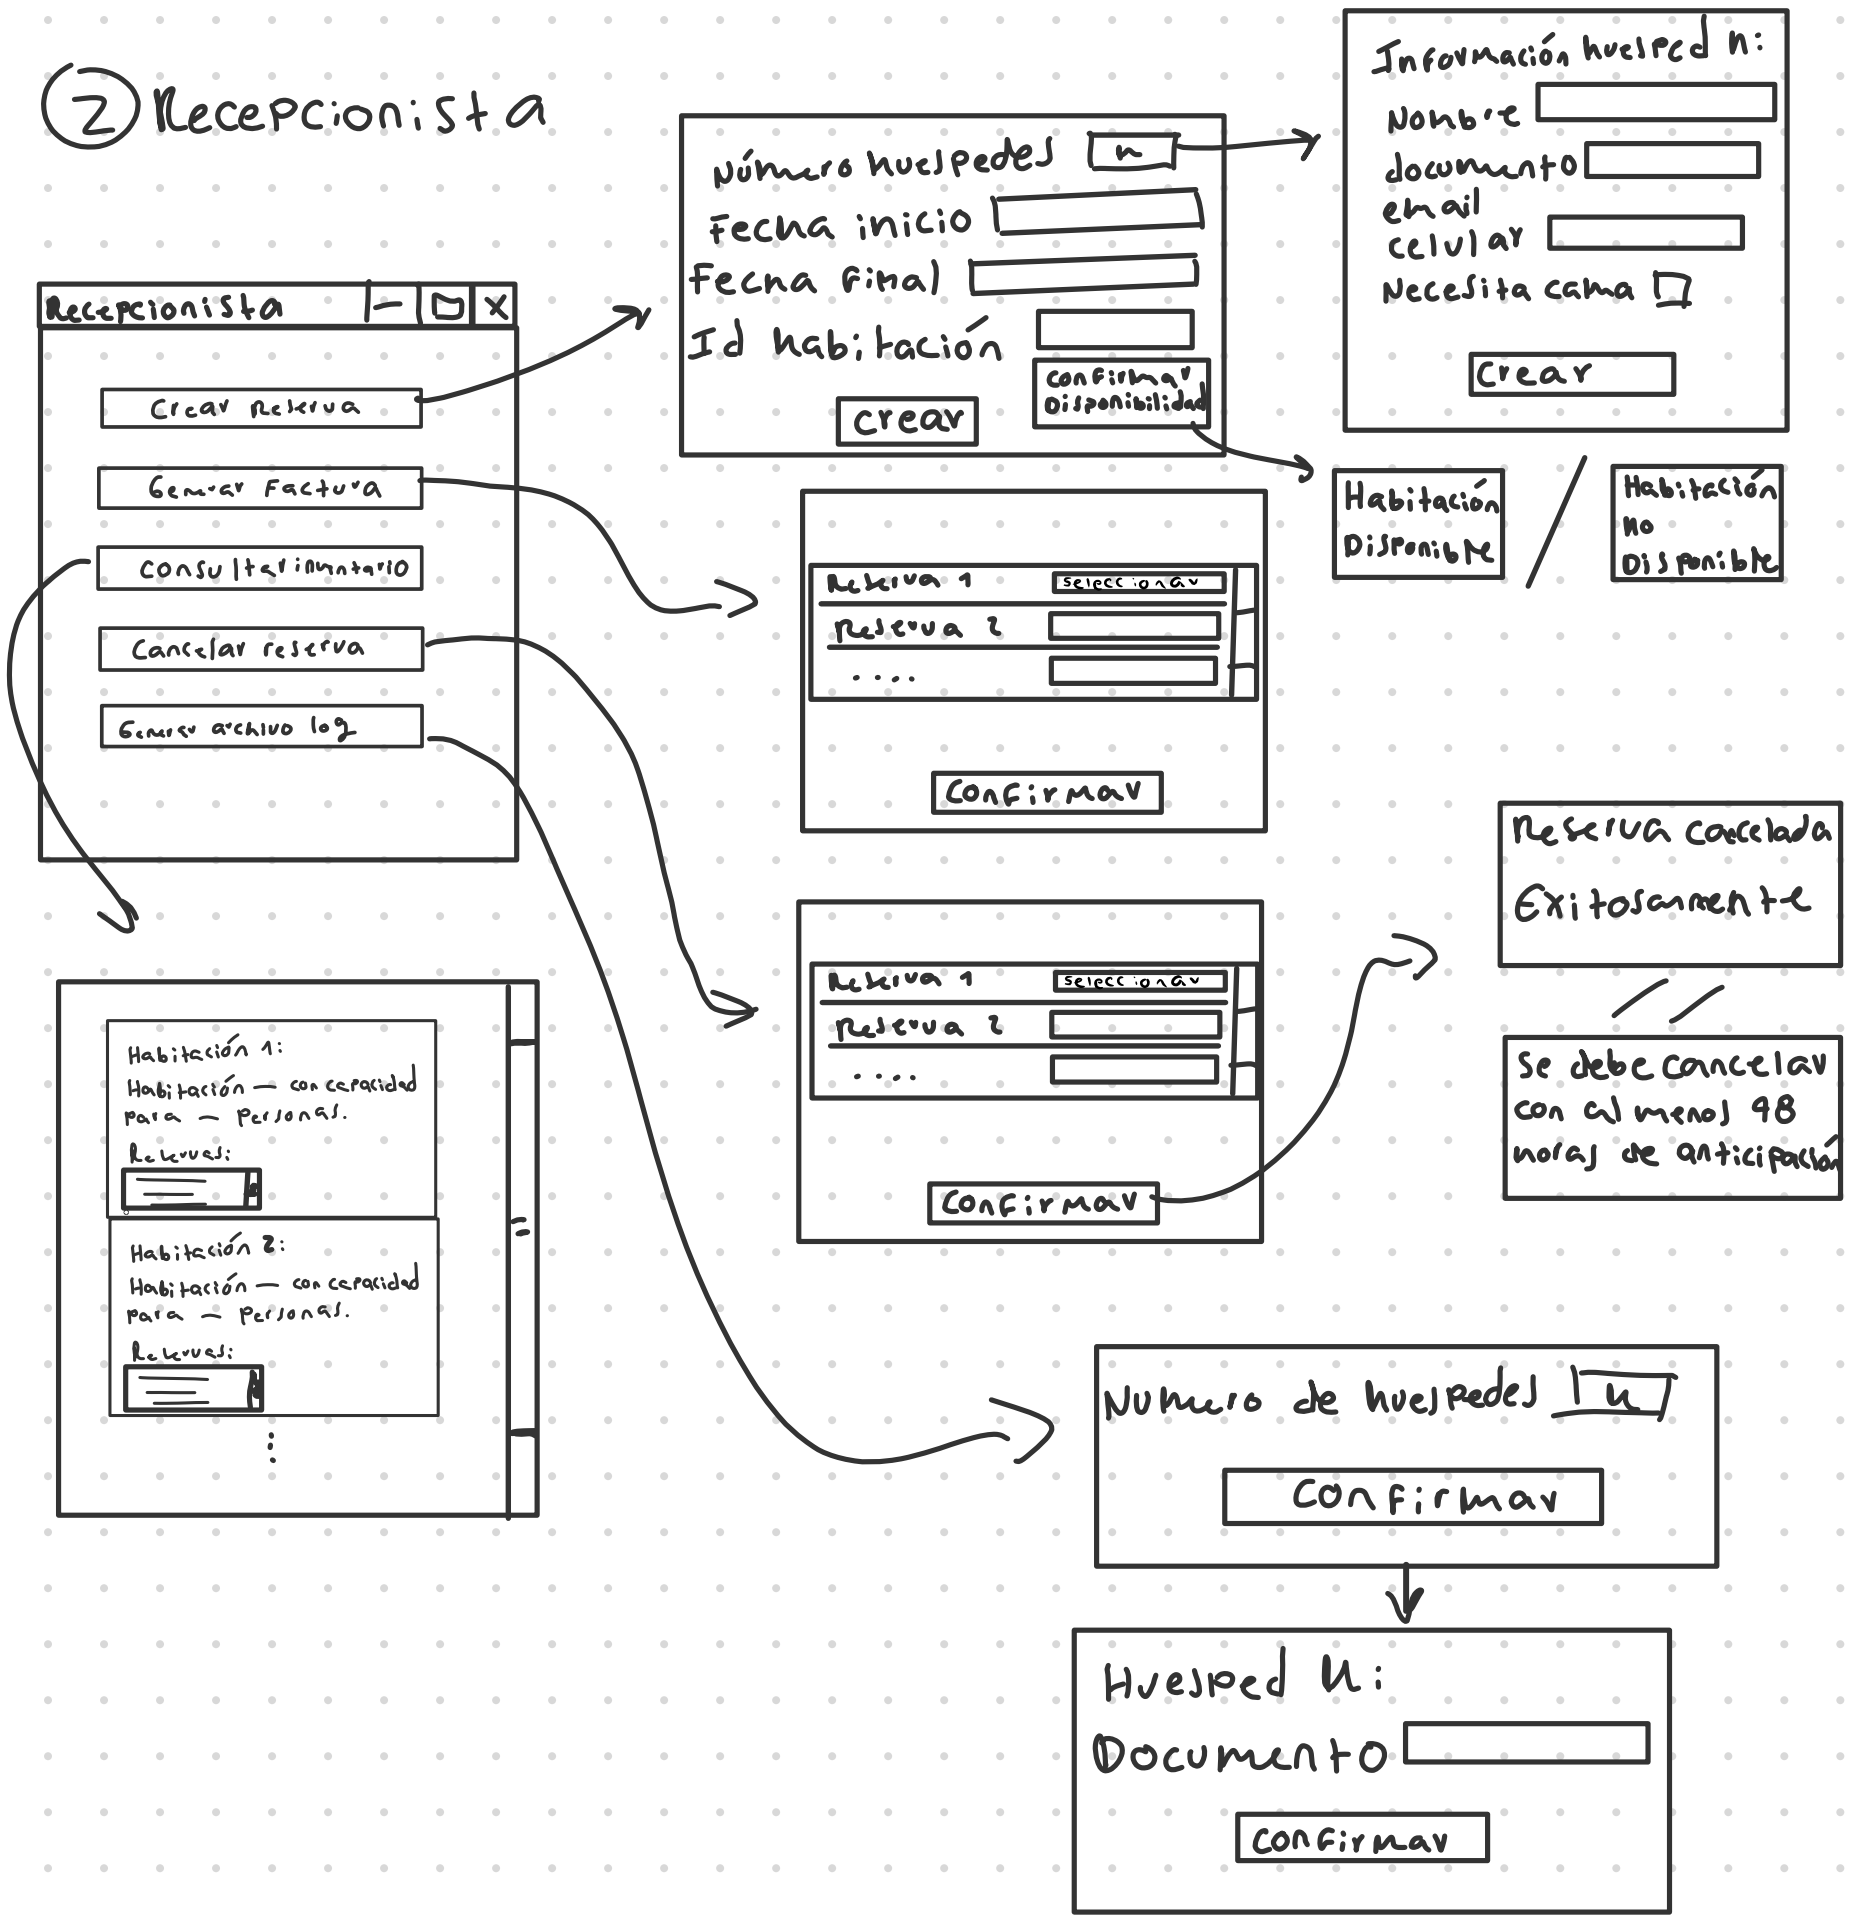 2 Recepcionista
Recepcionista
Crear Reserva
Generar Factura
Consultar inventario
Cancelar reserva
Generar archivo log
Número huespedes n
Fecha inicio
Fecha final
Id habitación
Confirmar
Disponibilidad
crear
Información huesped n:
Nombre
documento
email
celular
Necesita cama
Crear
Habitación
Disponible
Habitación
no
Disponible
Reserva 1 seleccionar
Reserva 2
....
Confirmar
Reserva 1 seleccionar
Reserva 2
....
Confirmar
Reserva Cancelada
Exitosamente
Se debe cancelar
con al menos 48
horas de anticipación
Habitación 1:
Habitación — con capacidad
para — personas.
Reservas:
Habitación 2:
Habitación — con capacidad
para — personas.
Reservas:
Numero de huespedes n
Confirmar
Huesped n:
Documento
Confirmar